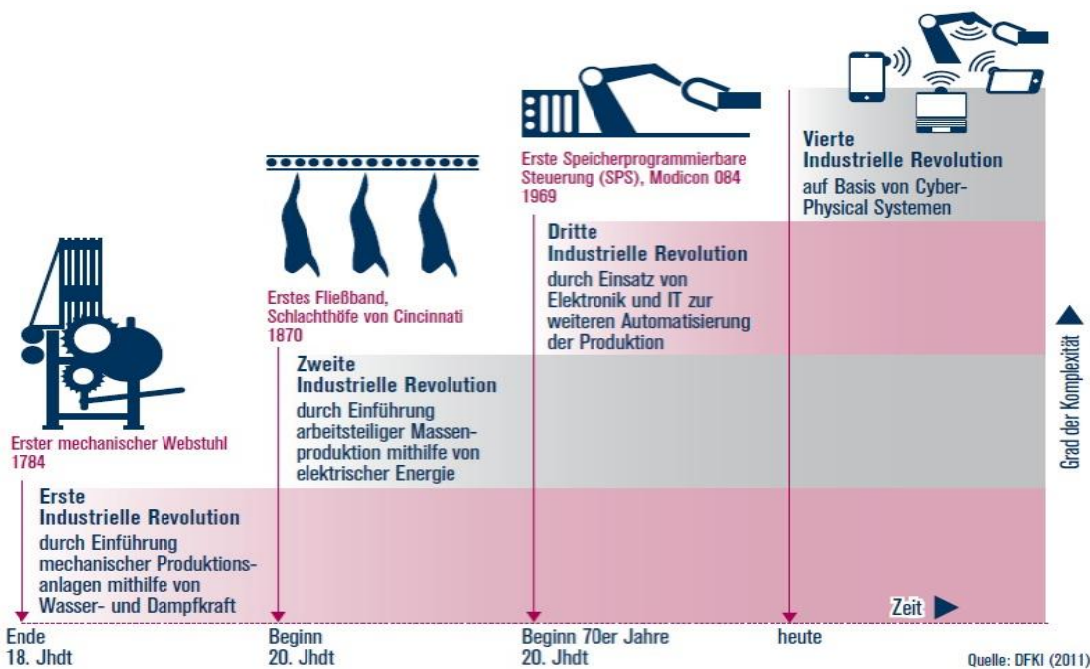 Erster mechanischer Webstuhl
1784
Erste
Industrielle Revolution
durch Einführung
mechanischer Produktions-
anlagen mithilfe von
Wasser- und Dampfkraft
Ende
18. Jhdt
Erstes Fließband,
Schlachthöfe von Cincinnati
1870
Zweite
Industrielle Revolution
durch Einführung
arbeitsteiliger Massen-
produktion mithilfe von
elektrischer Energie
Beginn
20. Jhdt
Erste Speicherprogrammierbare
Steuerung (SPS), Modicon 084
1969
Dritte
Industrielle Revolution
durch Einsatz von
Elektronik und IT zur
weiteren Automatisierung
der Produktion
Beginn 70er Jahre
20. Jhdt
Vierte
Industrielle Revolution
auf Basis von Cyber-
Physical Systemen
heute
Zeit
Grad der Komplexität
Quelle: DFKI (2011)